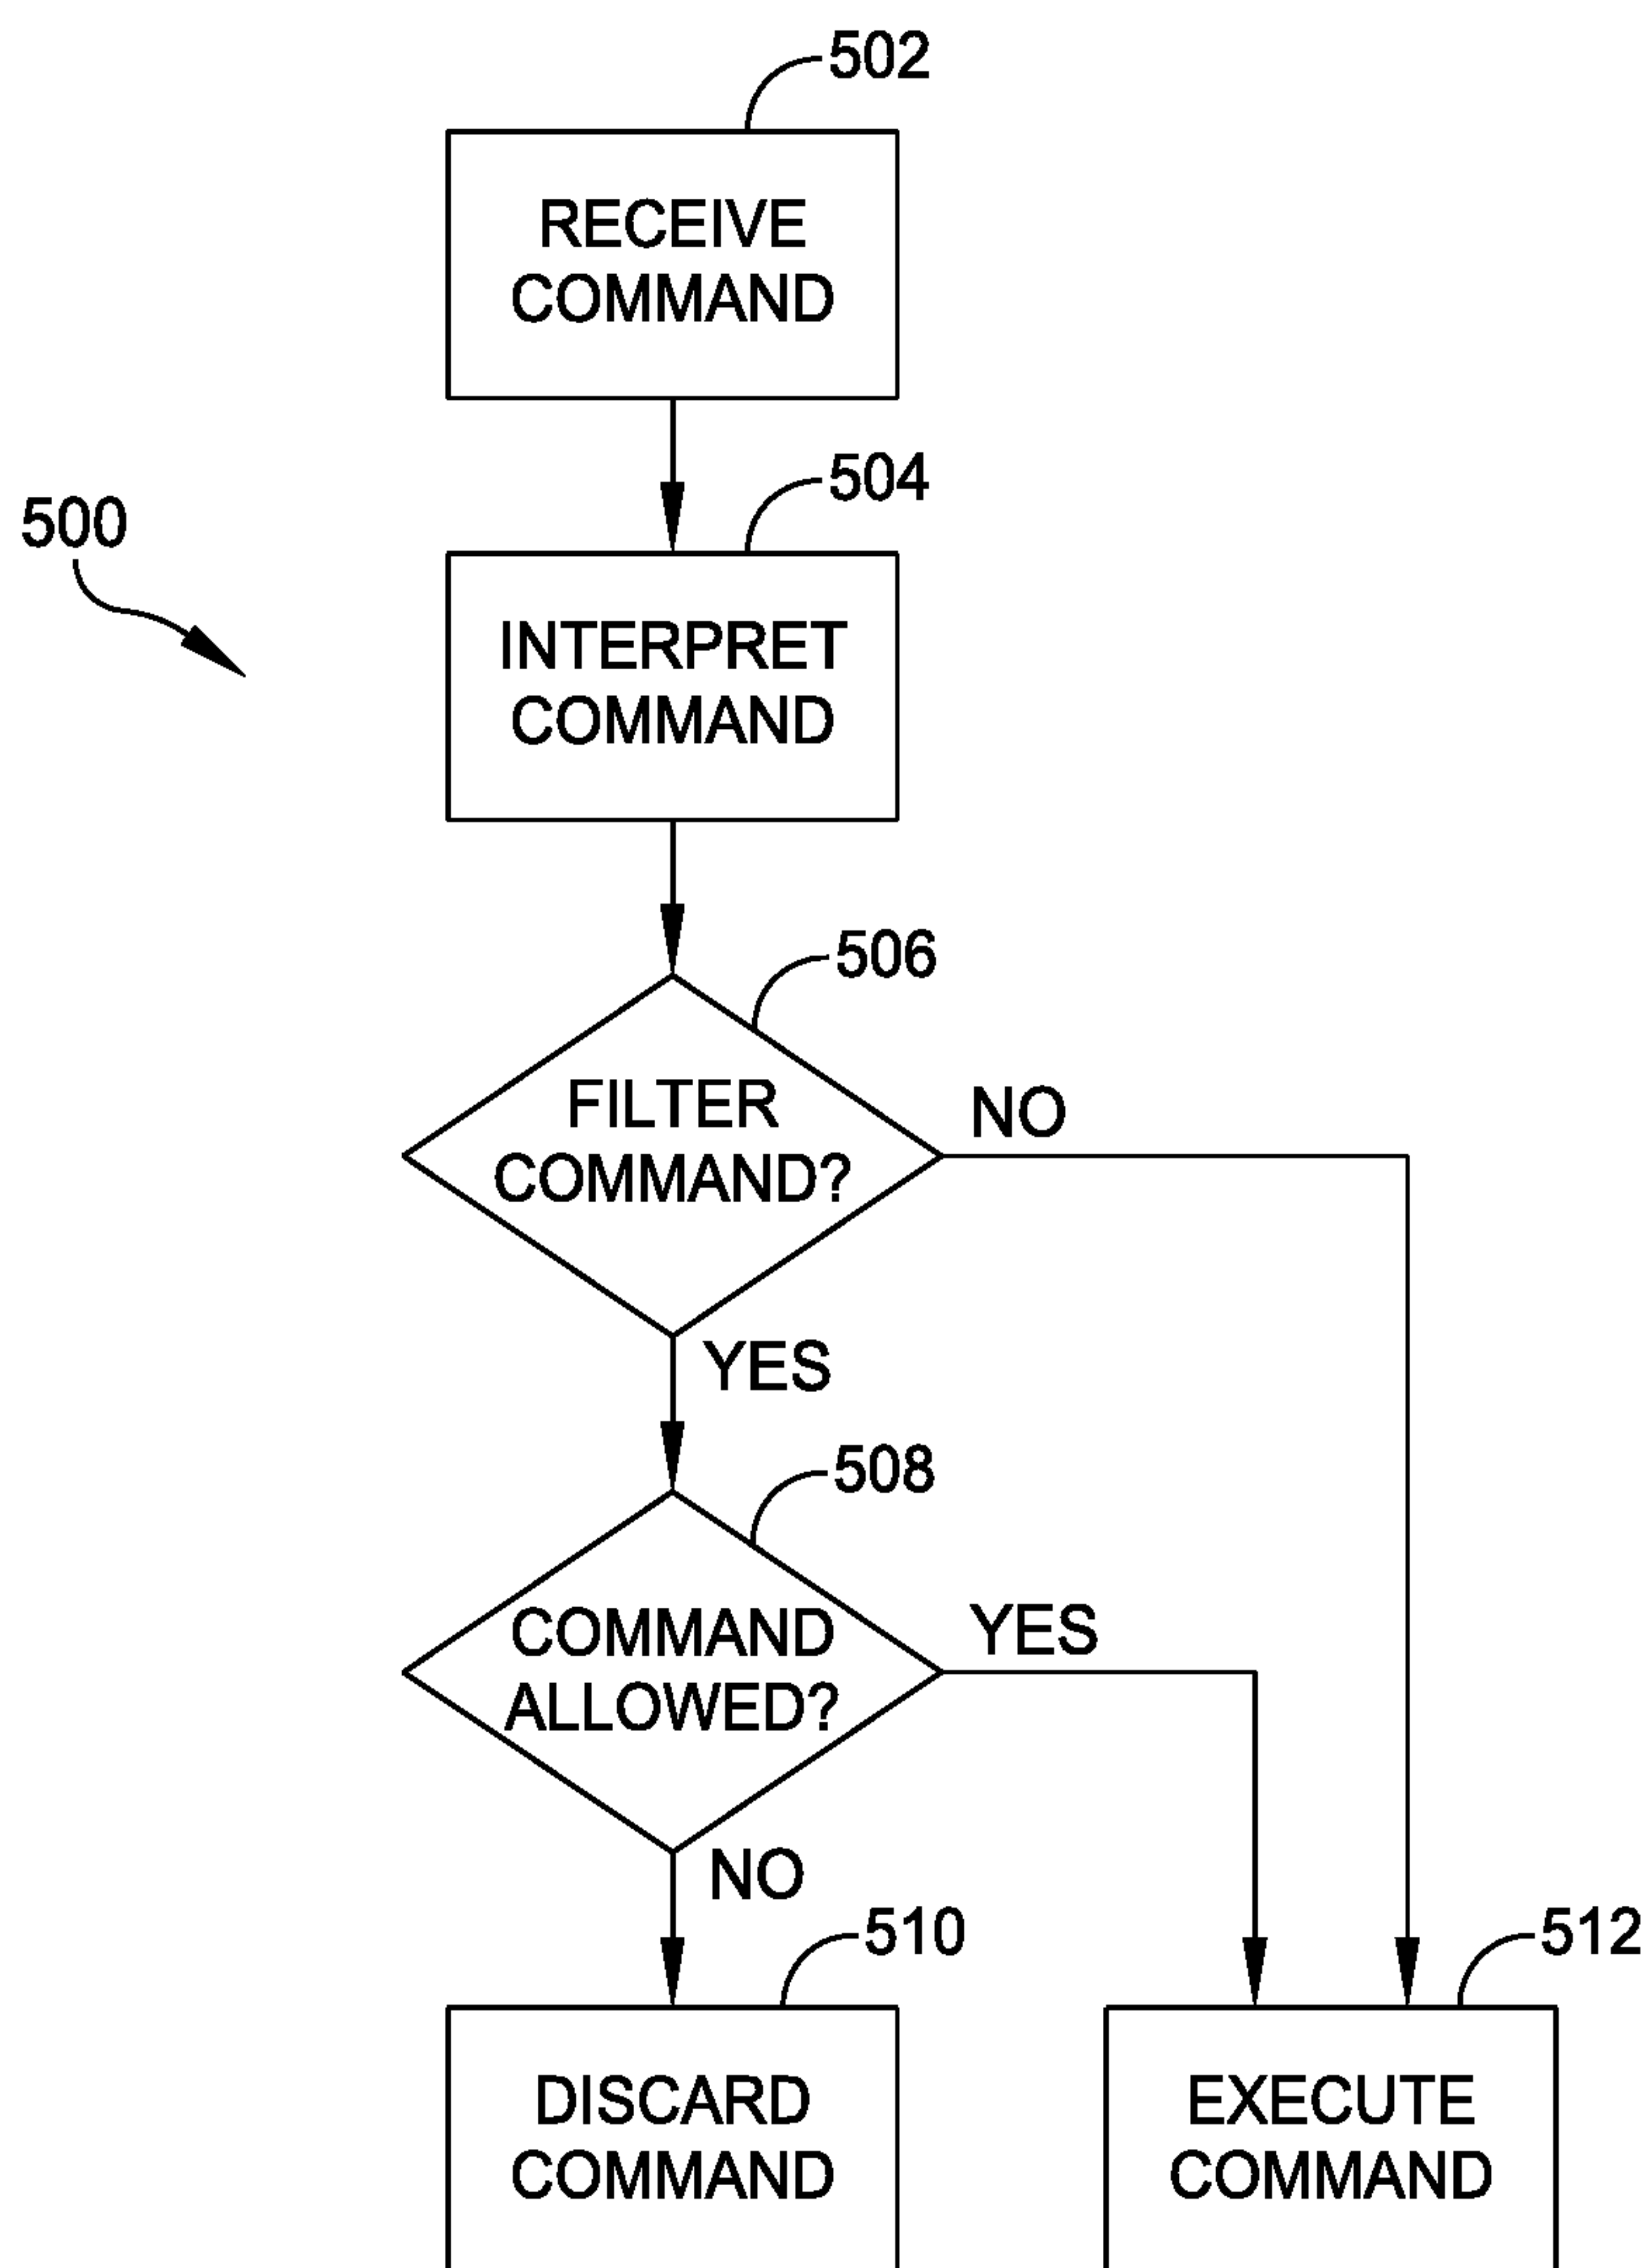 502
RECEIVE
COMMAND
504
500
INTERPRET
COMMAND
506
FILTER
COMMAND?
NO
YES
508
COMMAND
ALLOWED?
YES
NO
510
512
DISCARD
COMMAND
EXECUTE
COMMAND